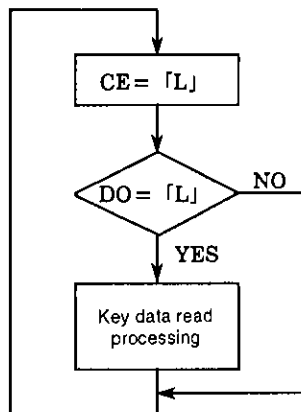 CE = 「L」
DO = 「L」
NO
YES
Key data read
processing